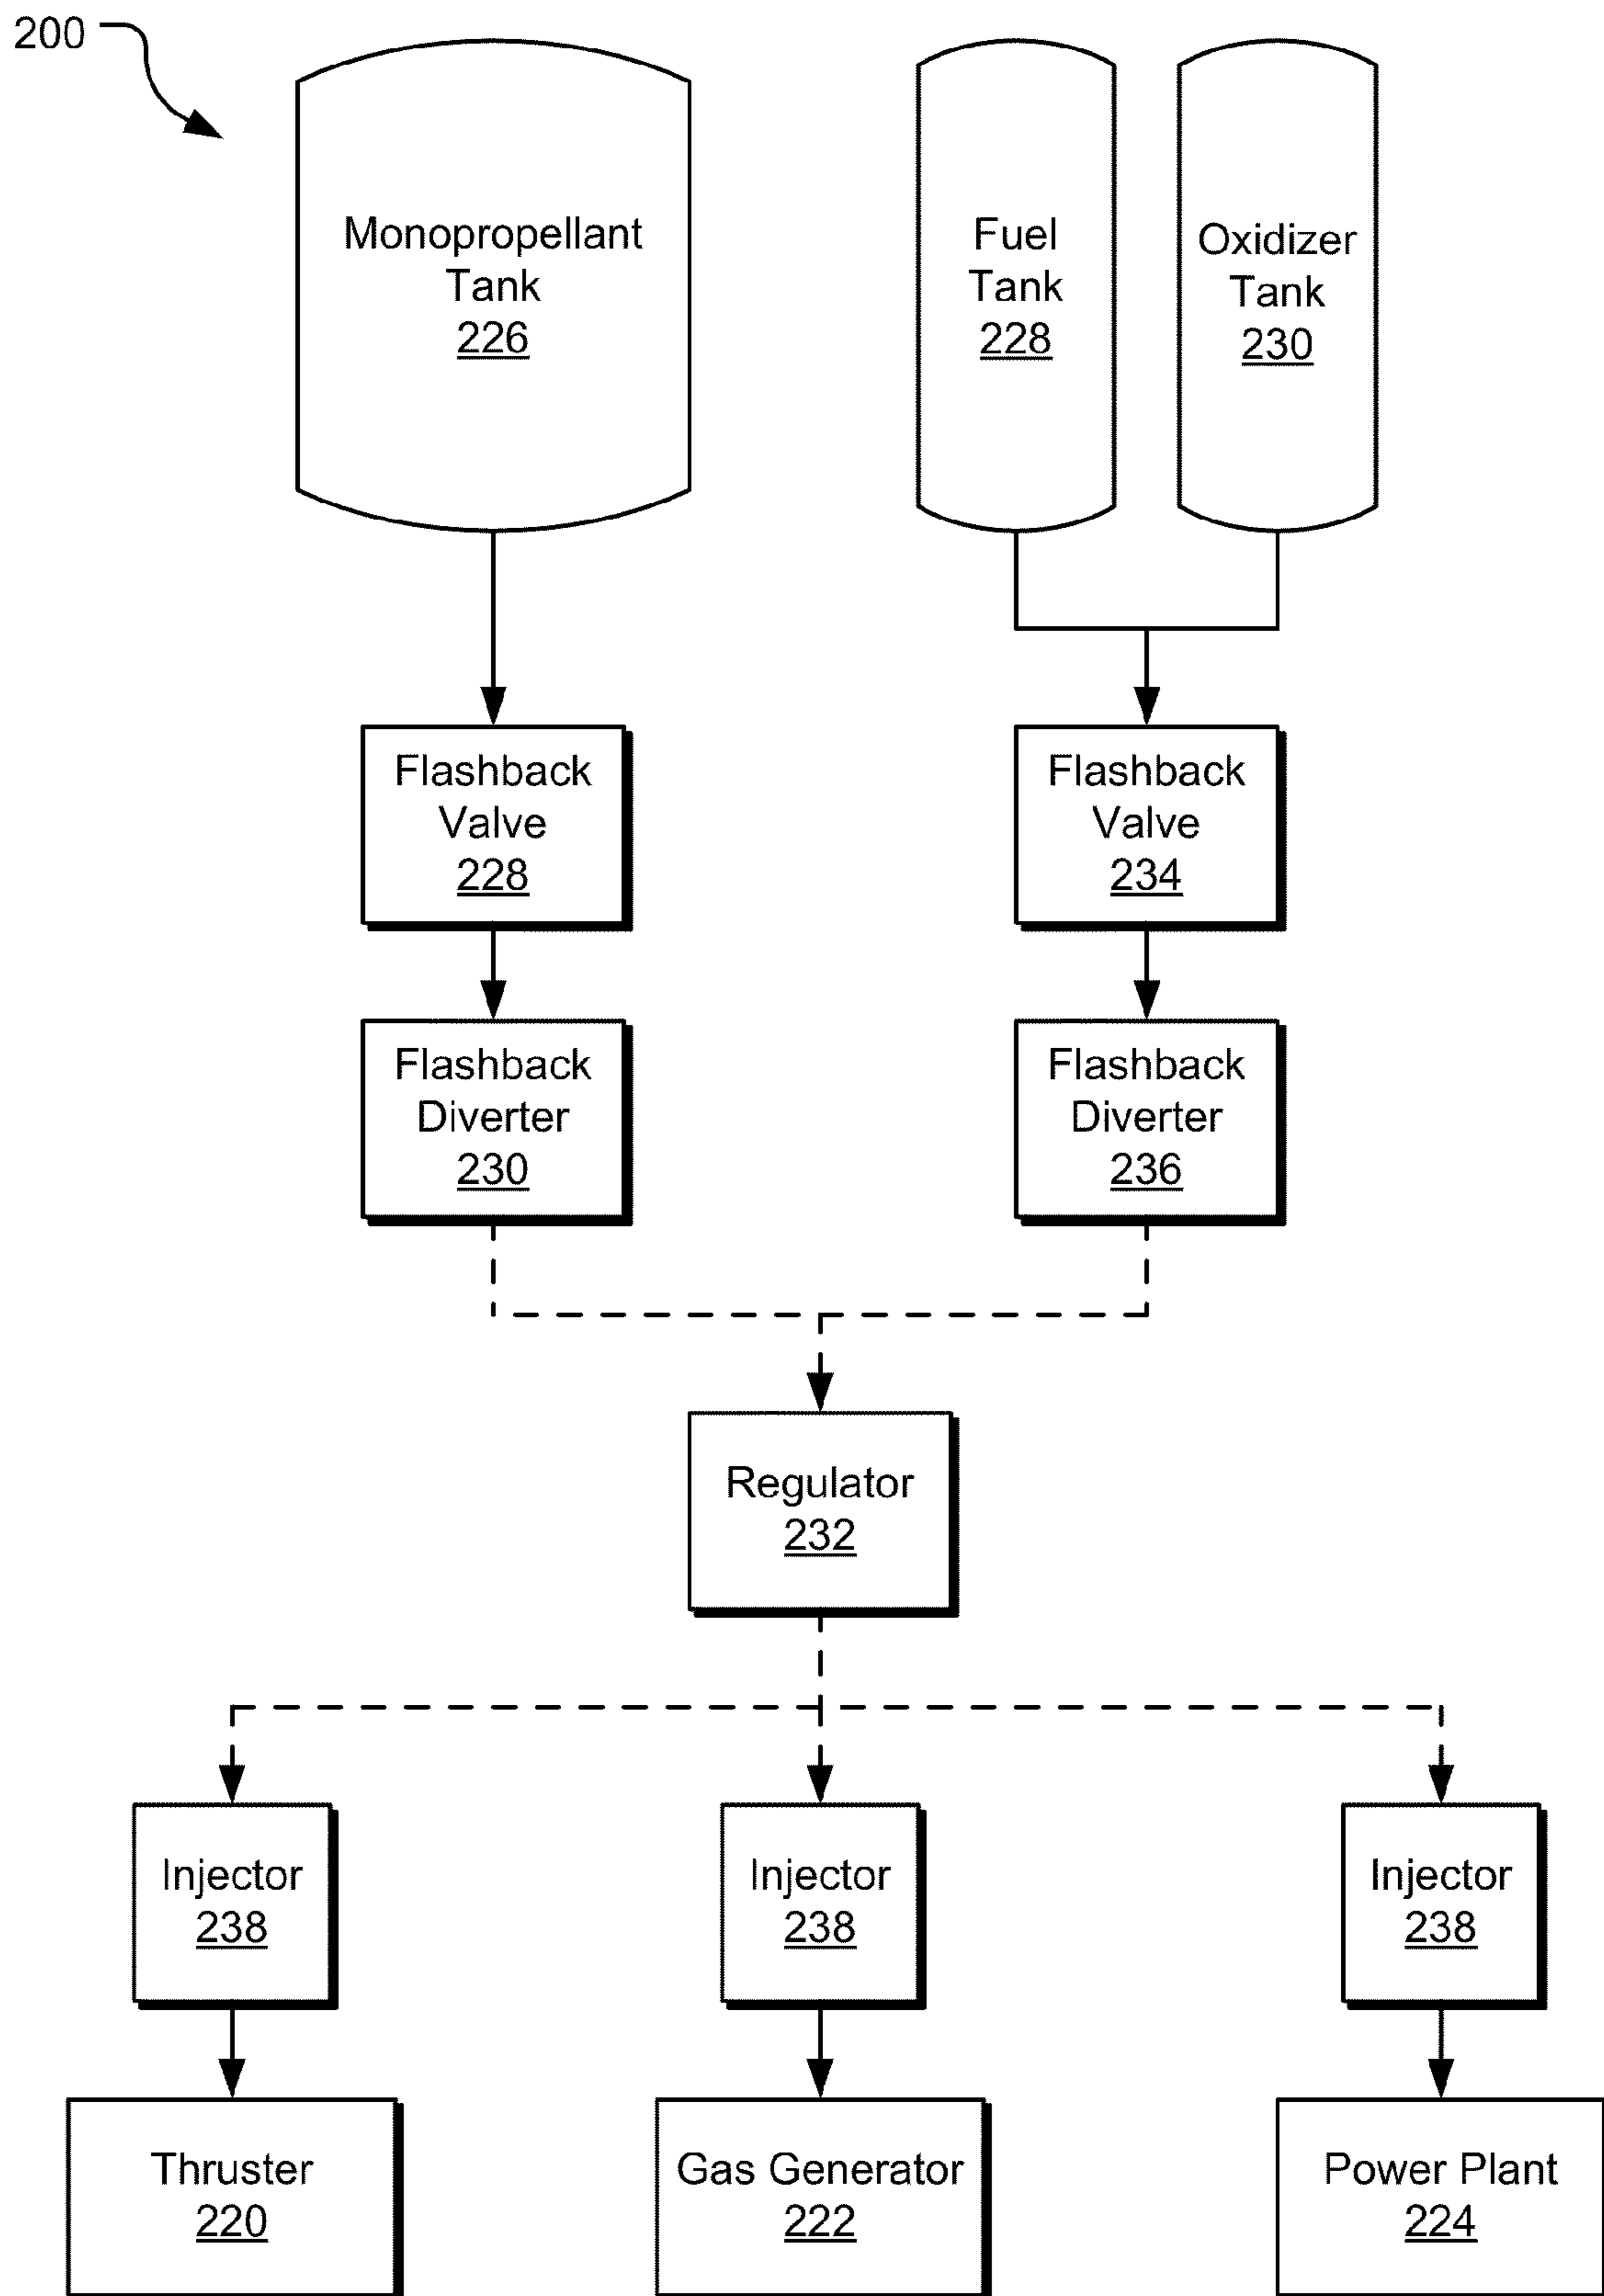 200
Monopropellant
Tank
226
Fuel
Tank
228
Oxidizer
Tank
230
Flashback
Valve
228
Flashback
Valve
234
Flashback
Diverter
230
Flashback
Diverter
236
Regulator
232
Injector
238
Injector
238
Injector
238
Thruster
220
Gas Generator
222
Power Plant
224